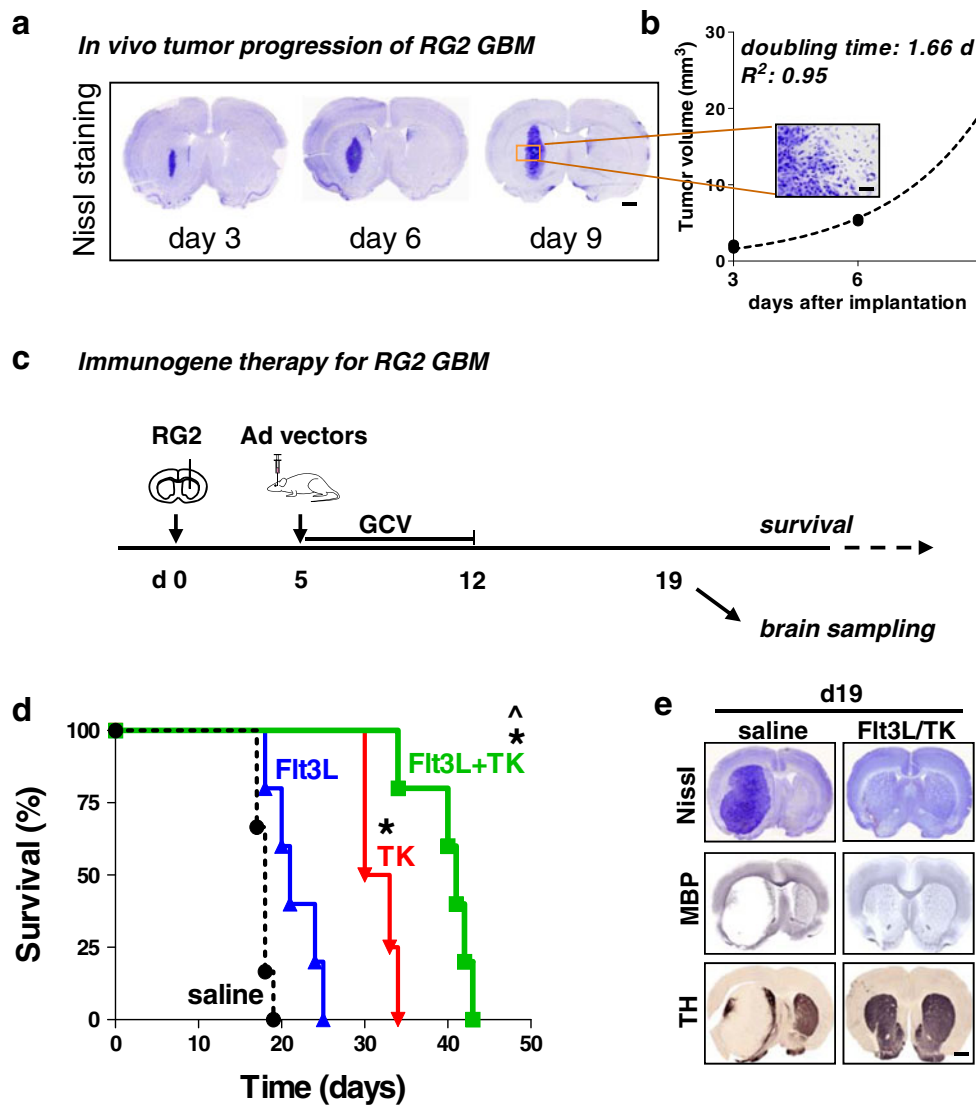 a
In vivo tumor progression of RG2 GBM
Nissl staining
day 3
day 6
day 9
b
doubling time: 1.66 d
R²: 0.95
Tumor volume (mm³)
30
20
10
0
3
6
days after implantation
c
Immunogene therapy for RG2 GBM
RG2
Ad vectors
GCV
survival
d 0
5
12
19
brain sampling
d
Survival (%)
100
75
50
25
0
^
*
Flt3L
Flt3L+TK
*
TK
saline
0
10
20
30
40
50
Time (days)
e
d19
saline
Flt3L/TK
Nissl
MBP
TH